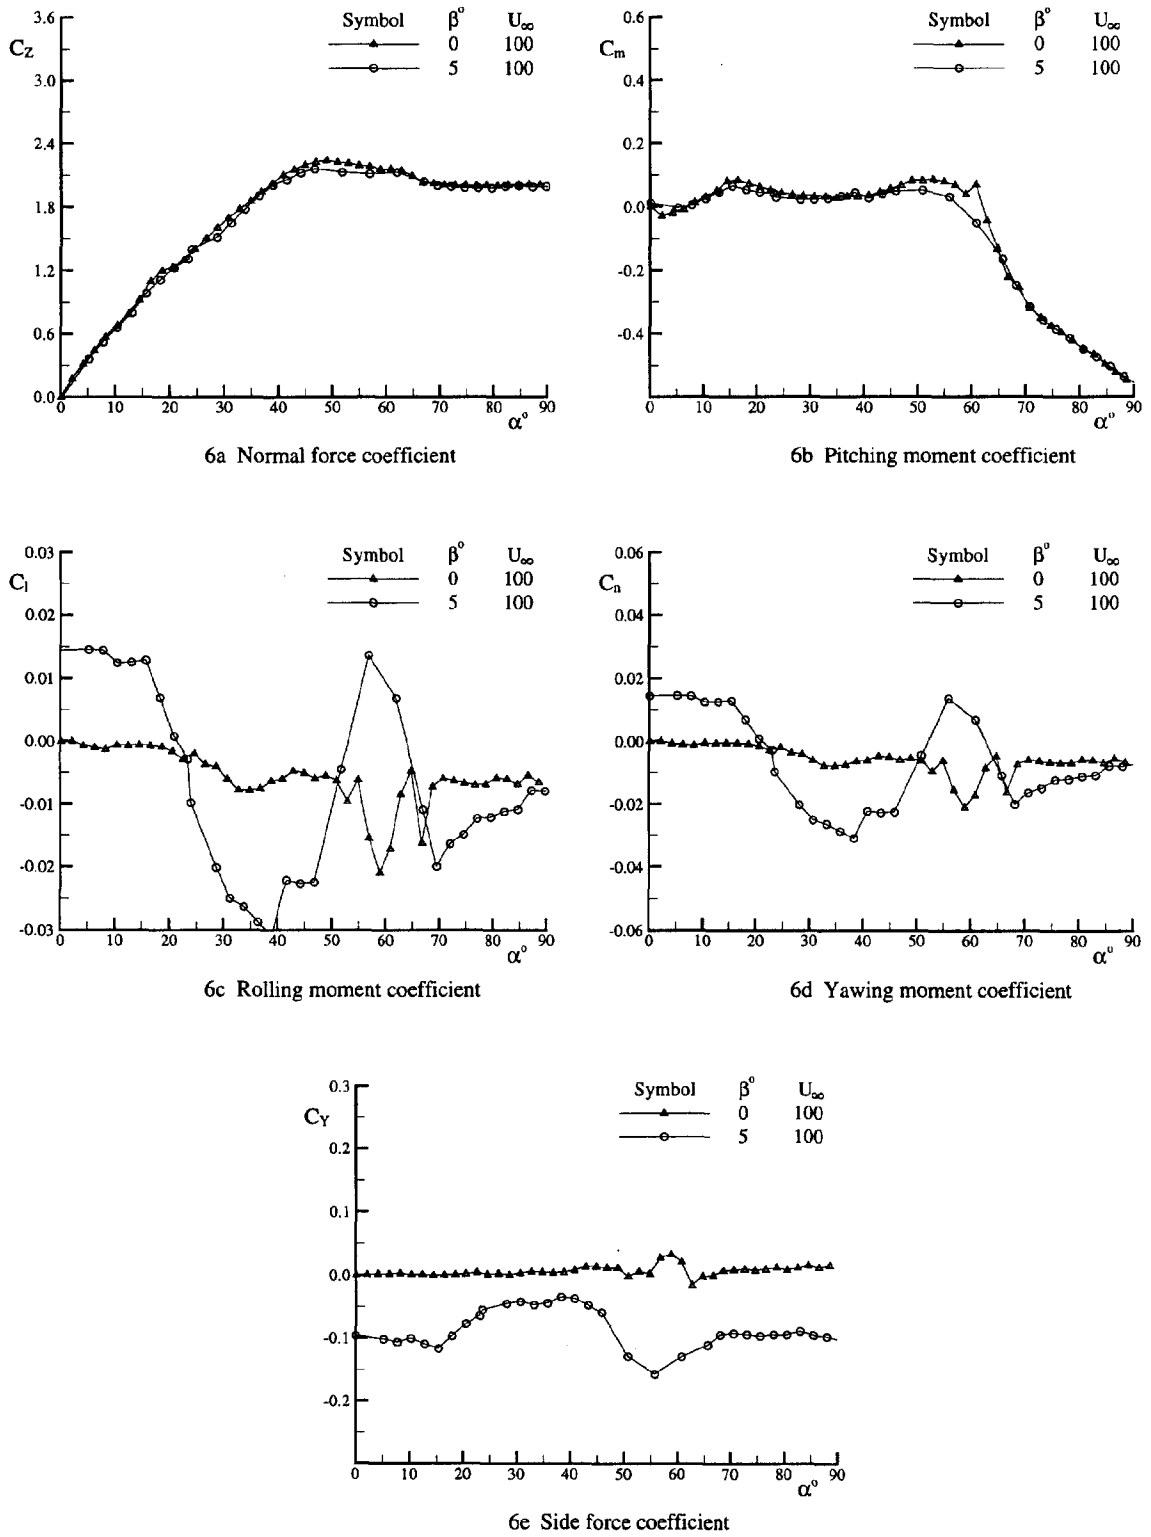 3.6
3.0
2.4
1.8
1.2
0.6
0.0
C_Z
Symbol β° U∞
0 100
5 100
0 10 20 30 40 50 60 70 80 90
α°
6a Normal force coefficient
0.6
0.4
0.2
0.0
-0.2
-0.4
C_m
Symbol β° U∞
0 100
5 100
0 10 20 30 40 50 60 70 80 90
α°
6b Pitching moment coefficient
0.03
0.02
0.01
0.00
-0.01
-0.02
-0.03
C_l
Symbol β° U∞
0 100
5 100
0 10 20 30 40 50 60 70 80 90
α°
6c Rolling moment coefficient
0.06
0.04
0.02
0.00
-0.02
-0.04
-0.06
C_n
Symbol β° U∞
0 100
5 100
0 10 20 30 40 50 60 70 80 90
α°
6d Yawing moment coefficient
0.3
0.2
0.1
0.0
-0.1
-0.2
C_Y
Symbol β° U∞
0 100
5 100
0 10 20 30 40 50 60 70 80 90
α°
6e Side force coefficient